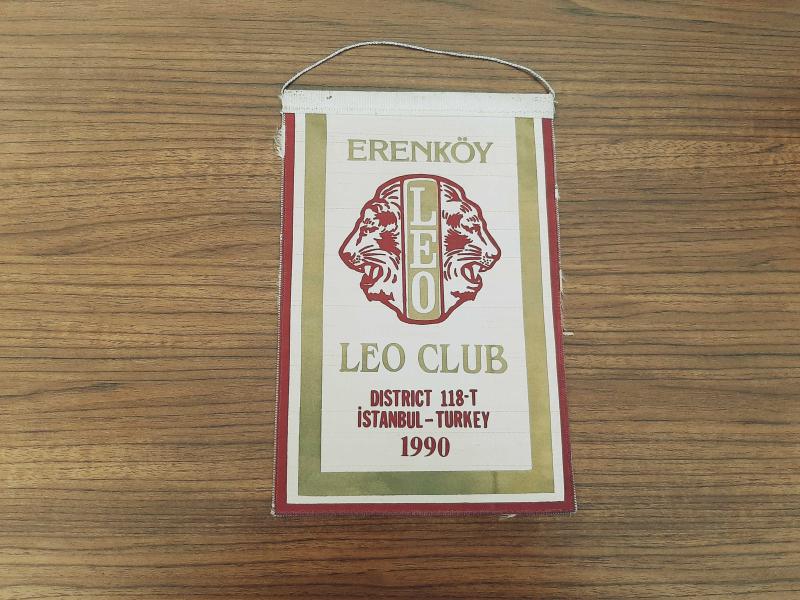 ERENKÖY
LEO
LEO CLUB
DISTRICT 118-T
İSTANBUL-TURKEY
1990